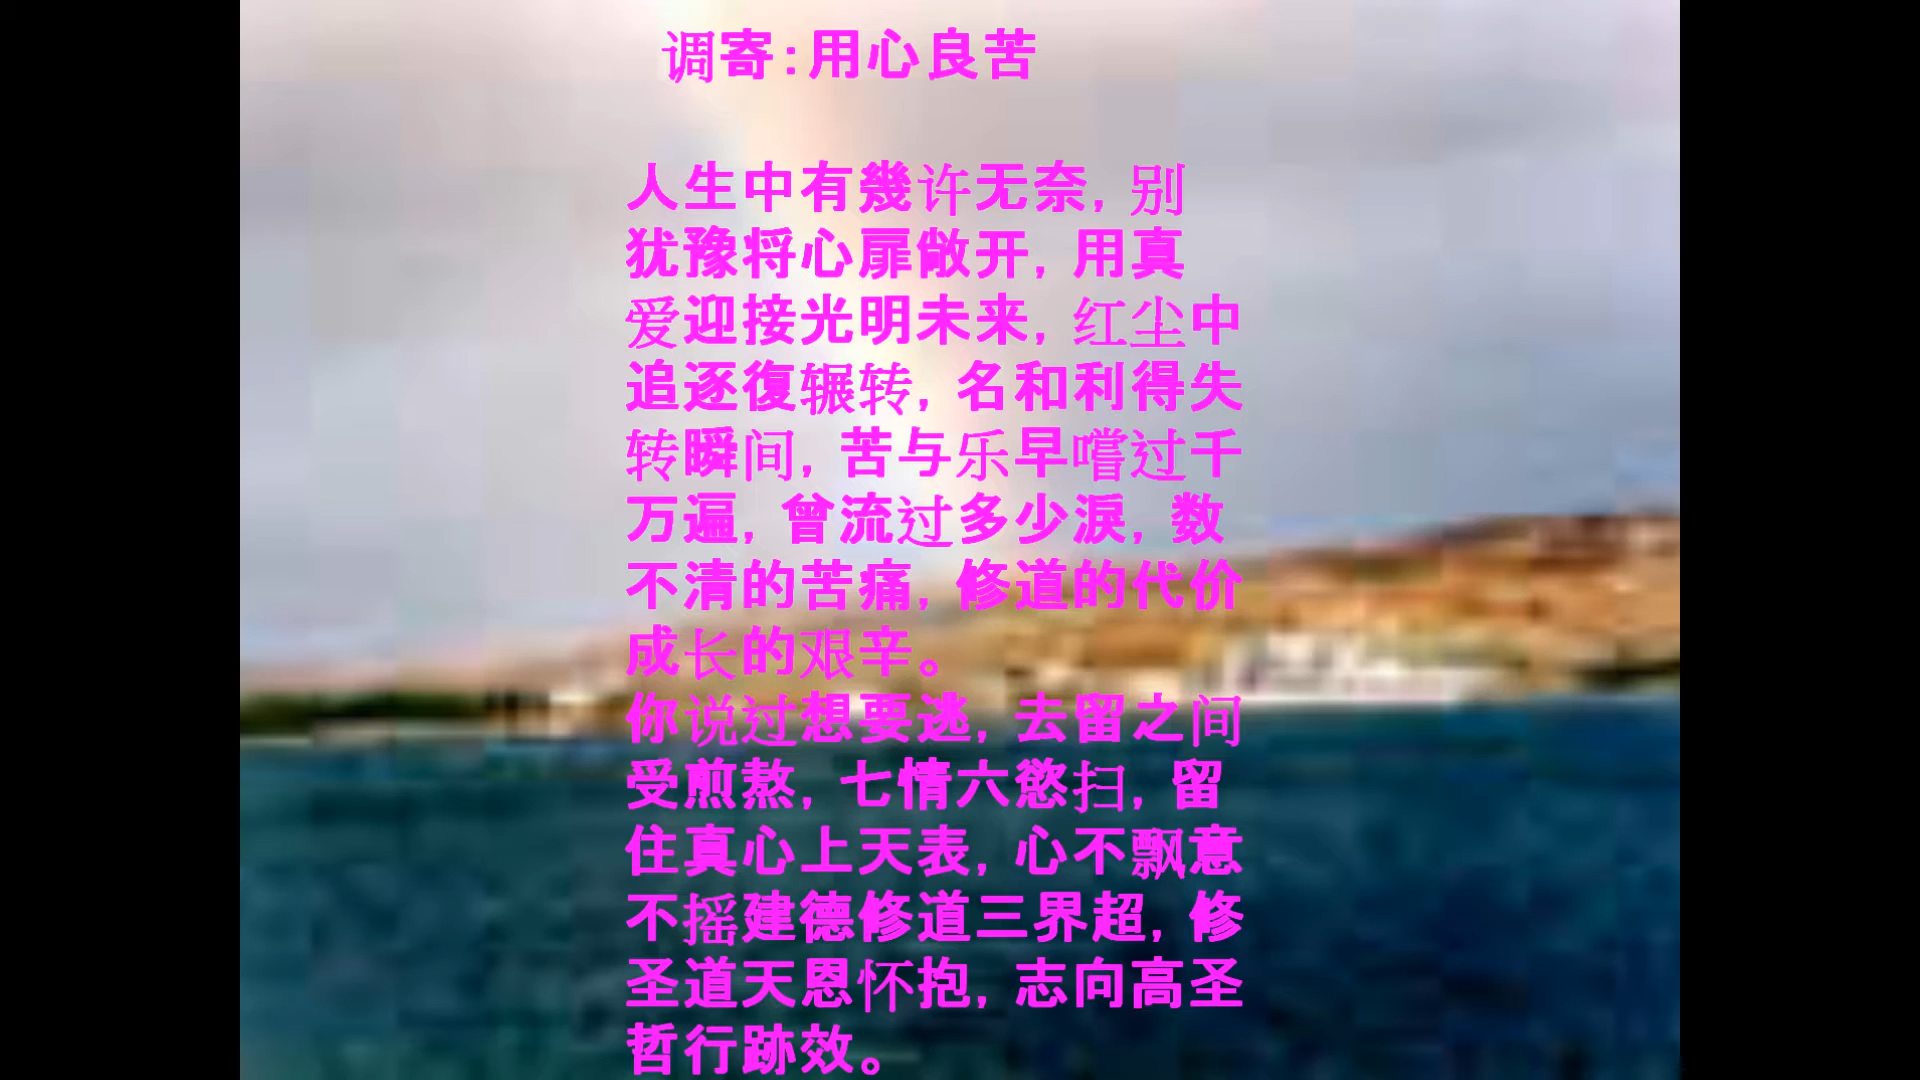 调寄:用心良苦
人生中有幾许无奈,别
犹豫将心扉敞开,用真
爱迎接光明未来,红尘中
追逐復辗转,名和利得失
转瞬间,苦与乐早嚐过千
万遍,曾流过多少淚,数
不清的苦痛,修道的代价
成长的艰辛。
你说过想要逃,去留之间
受煎熬,七情六慾扫,留
住真心上天表,心不飘意
不摇建德修道三界超,修
圣道天恩怀抱,志向高圣
哲行跡效。